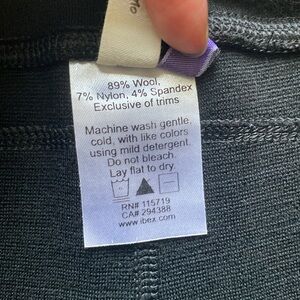 89% Wool,
7% Nylon, 4% Spandex
Exclusive of trims
Machine wash gentle,
cold, with like colors
using mild detergent.
Do not bleach.
Lay flat to dry.
RN# 115719
CA# 294388
www.ibex.com